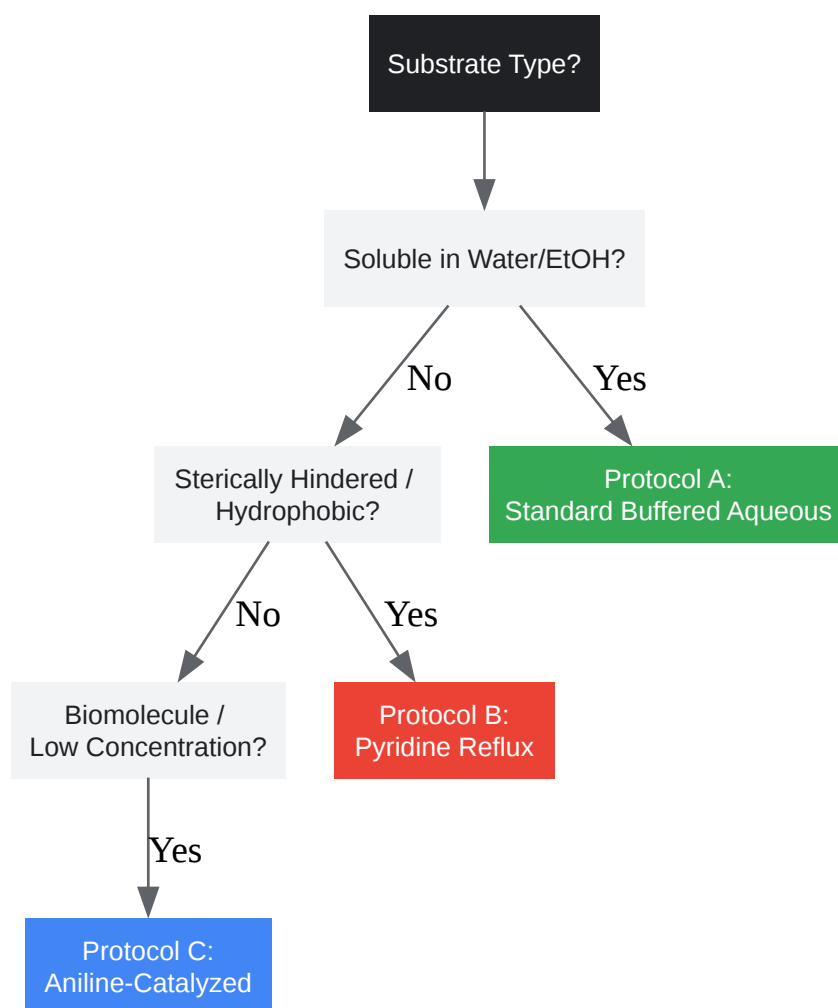 Substrate Type?
Soluble in Water/EtOH?
No
Yes
Sterically Hindered /
Hydrophobic?
Protocol A:
Standard Buffered Aqueous
No
Yes
Biomolecule /
Low Concentration?
Protocol B:
Pyridine Reflux
Yes
Protocol C:
Aniline-Catalyzed